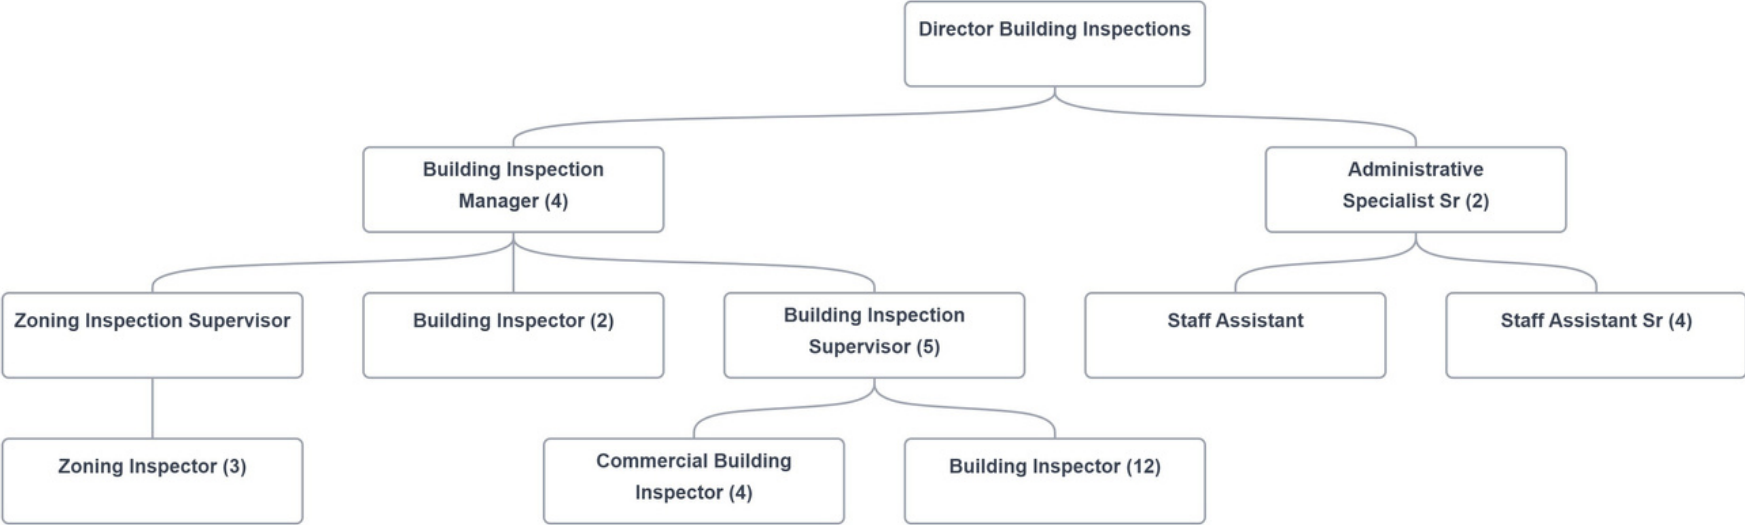 Director Building Inspections
Building Inspection
Manager (4)
Administrative
Specialist Sr (2)
Zoning Inspection Supervisor
Building Inspector (2)
Building Inspection
Supervisor (5)
Staff Assistant
Staff Assistant Sr (4)
Zoning Inspector (3)
Commercial Building
Inspector (4)
Building Inspector (12)